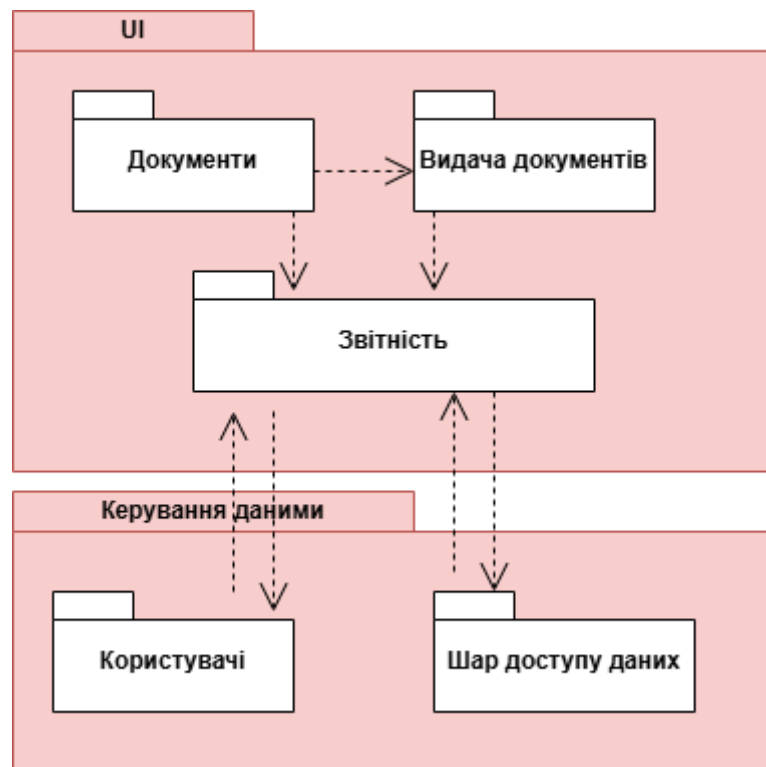 UI
Документи
Видача документів
Звітність
Керування даними
Користувачі
Шар доступу даних